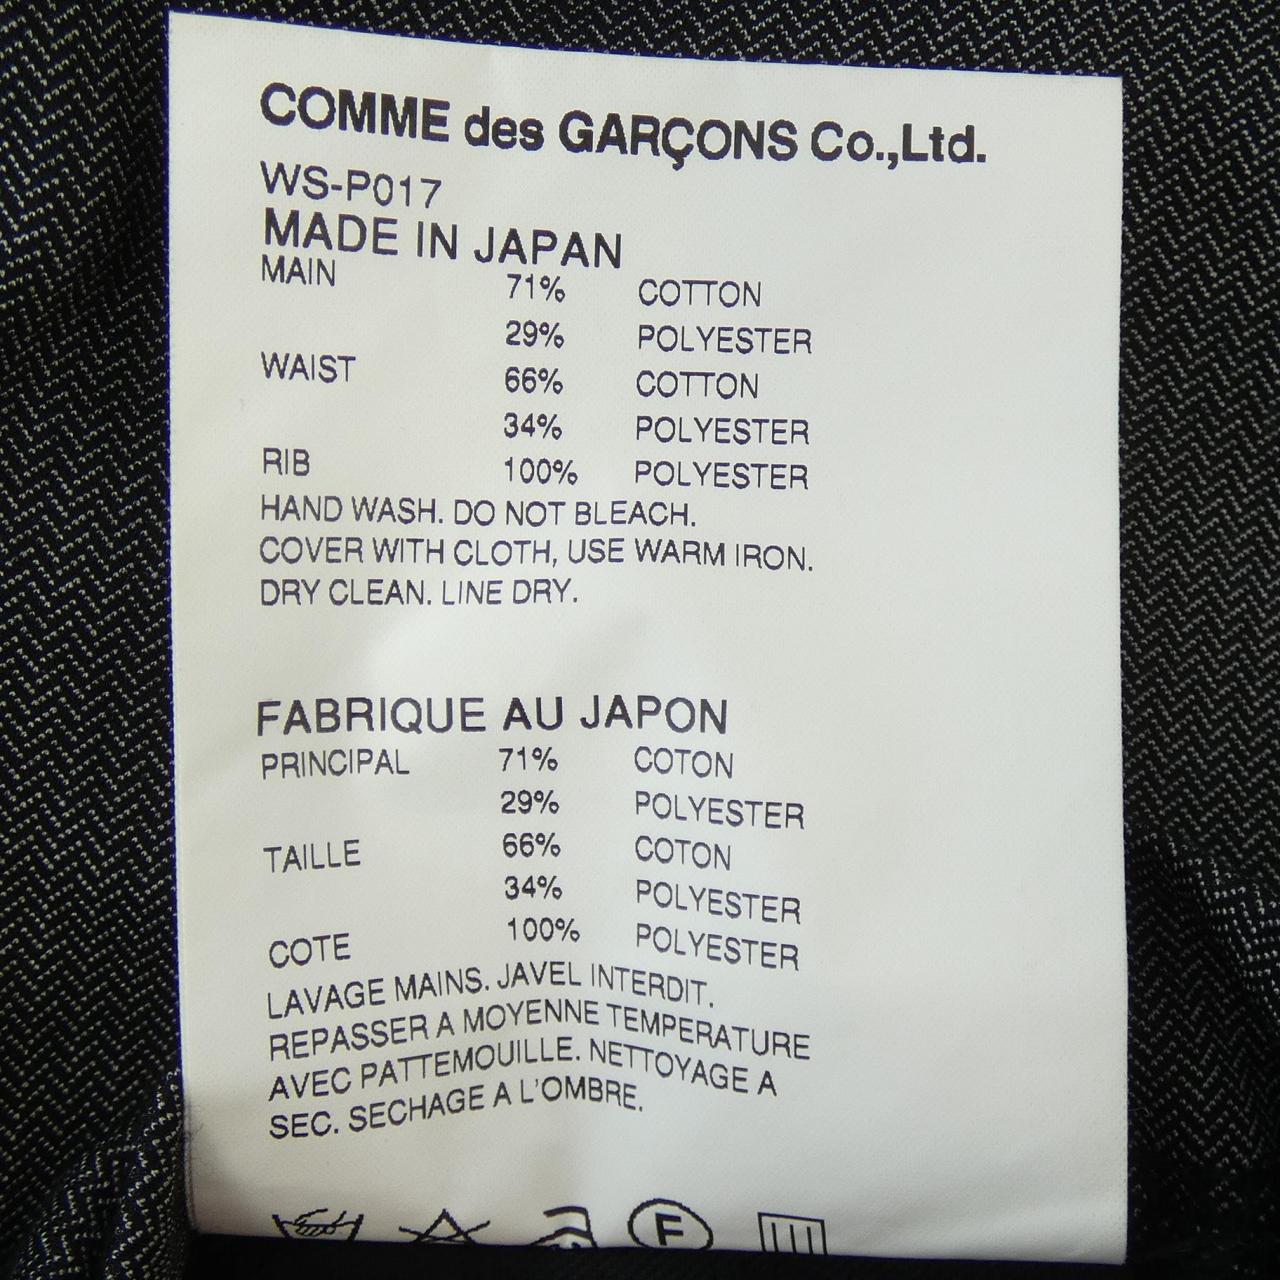 COMME des GARÇONS Co.,Ltd.
WS-P017
MADE IN JAPAN
MAIN 71% COTTON
29% POLYESTER
WAIST 66% COTTON
34% POLYESTER
RIB 100% POLYESTER
HAND WASH. DO NOT BLEACH.
COVER WITH CLOTH, USE WARM IRON.
DRY CLEAN. LINE DRY.
FABRIQUE AU JAPON
PRINCIPAL 71% COTON
29% POLYESTER
TAILLE 66% COTON
34% POLYESTER
COTE 100% POLYESTER
LAVAGE MAINS. JAVEL INTERDIT.
REPASSER A MOYENNE TEMPERATURE
AVEC PATTEMOUILLE. NETTOYAGE A
SEC. SECHAGE A L'OMBRE.
F